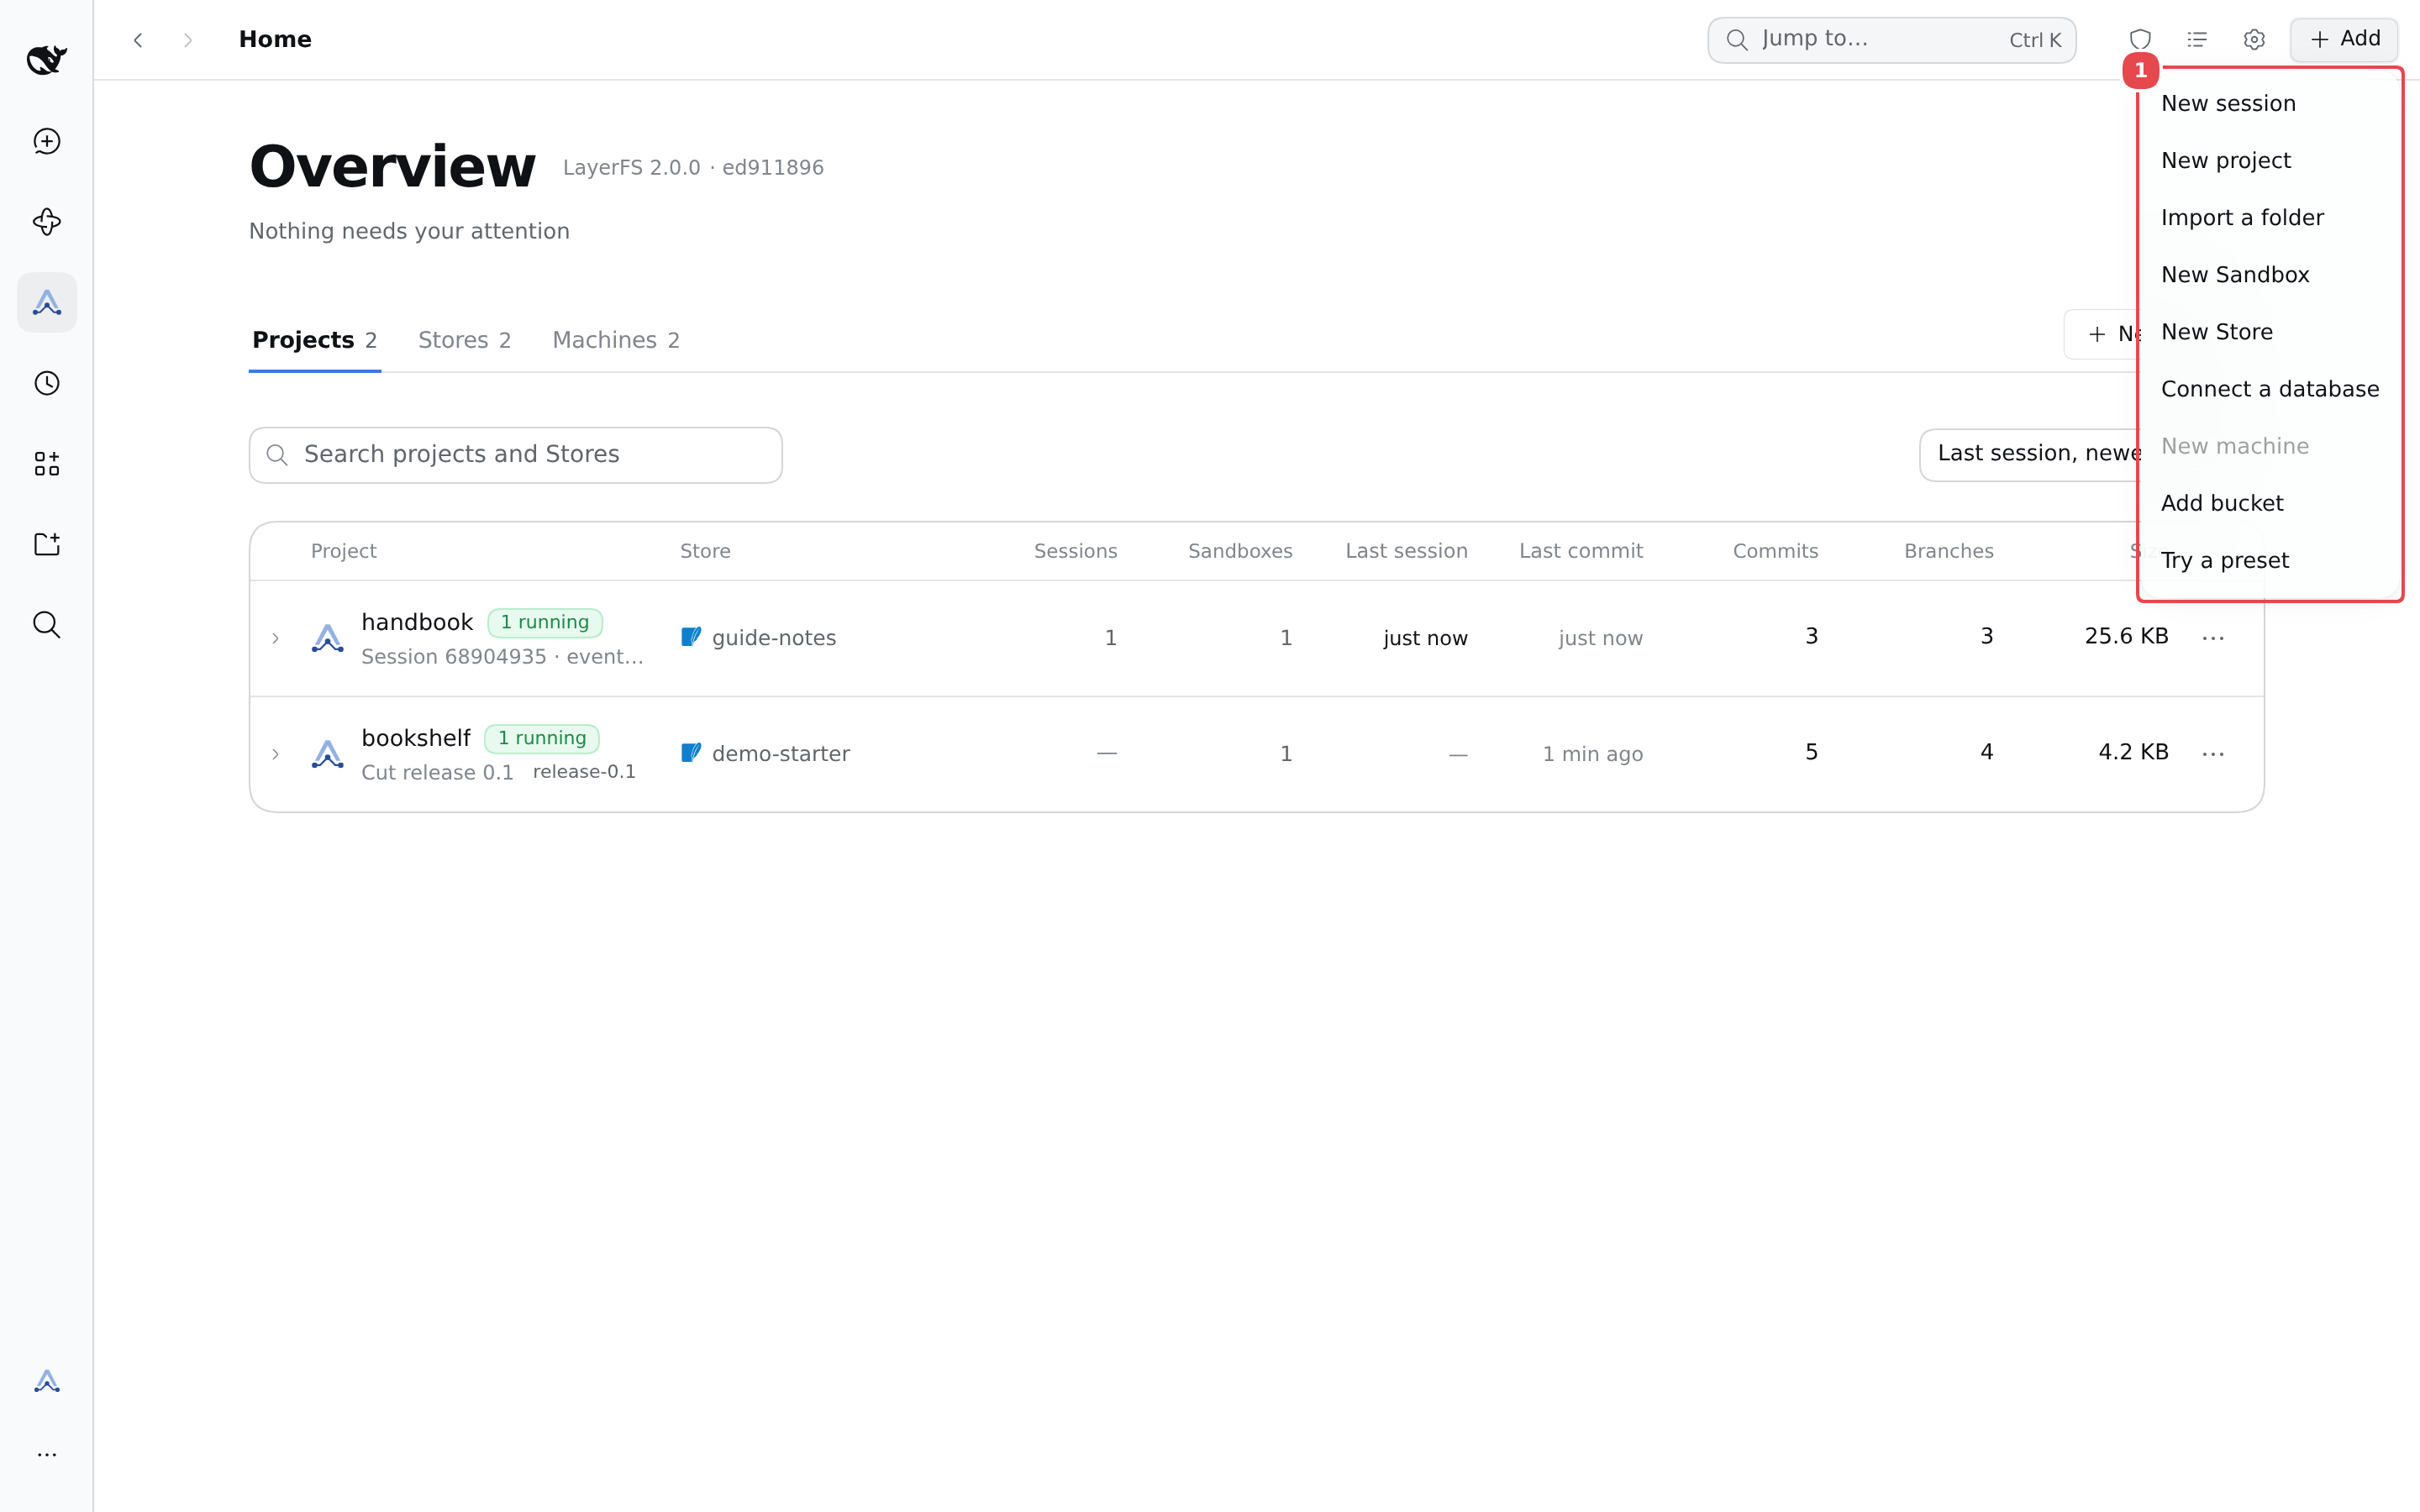 Home
Jump to...
Ctrl K
Add
1
New session
New project
Import a folder
New Sandbox
New Store
Connect a database
New machine
Add bucket
Try a preset
Overview
LayerFS 2.0.0 · ed911896
Nothing needs your attention
Projects 2
Stores 2
Machines 2
Search projects and Stores
Last session, newe
Project
Store
Sessions
Sandboxes
Last session
Last commit
Commits
Branches
handbook
1 running
Session 68904935 · event...
guide-notes
1
1
just now
just now
3
3
25.6 KB
bookshelf
1 running
Cut release 0.1
release-0.1
demo-starter
—
1
—
1 min ago
5
4
4.2 KB